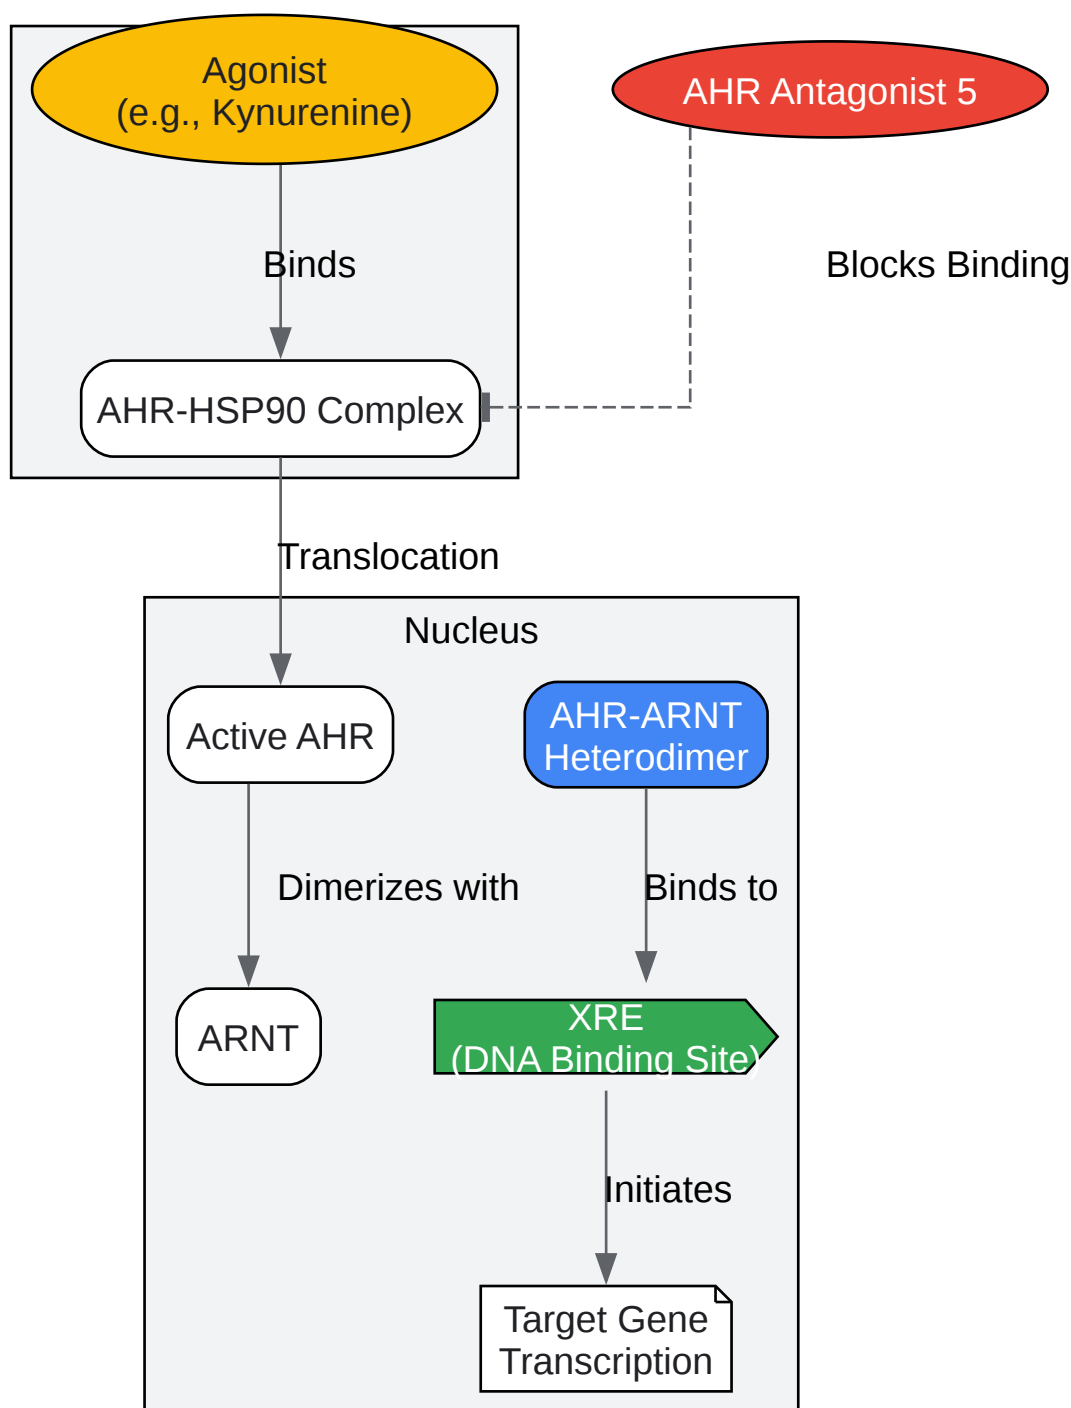 Agonist
(e.g., Kynurenine)
AHR Antagonist 5
Binds
Blocks Binding
AHR-HSP90 Complex
Translocation
Nucleus
Active AHR
AHR-ARNT
Heterodimer
Dimerizes with
Binds to
ARNT
XRE
(DNA Binding Site)
Initiates
Target Gene
Transcription